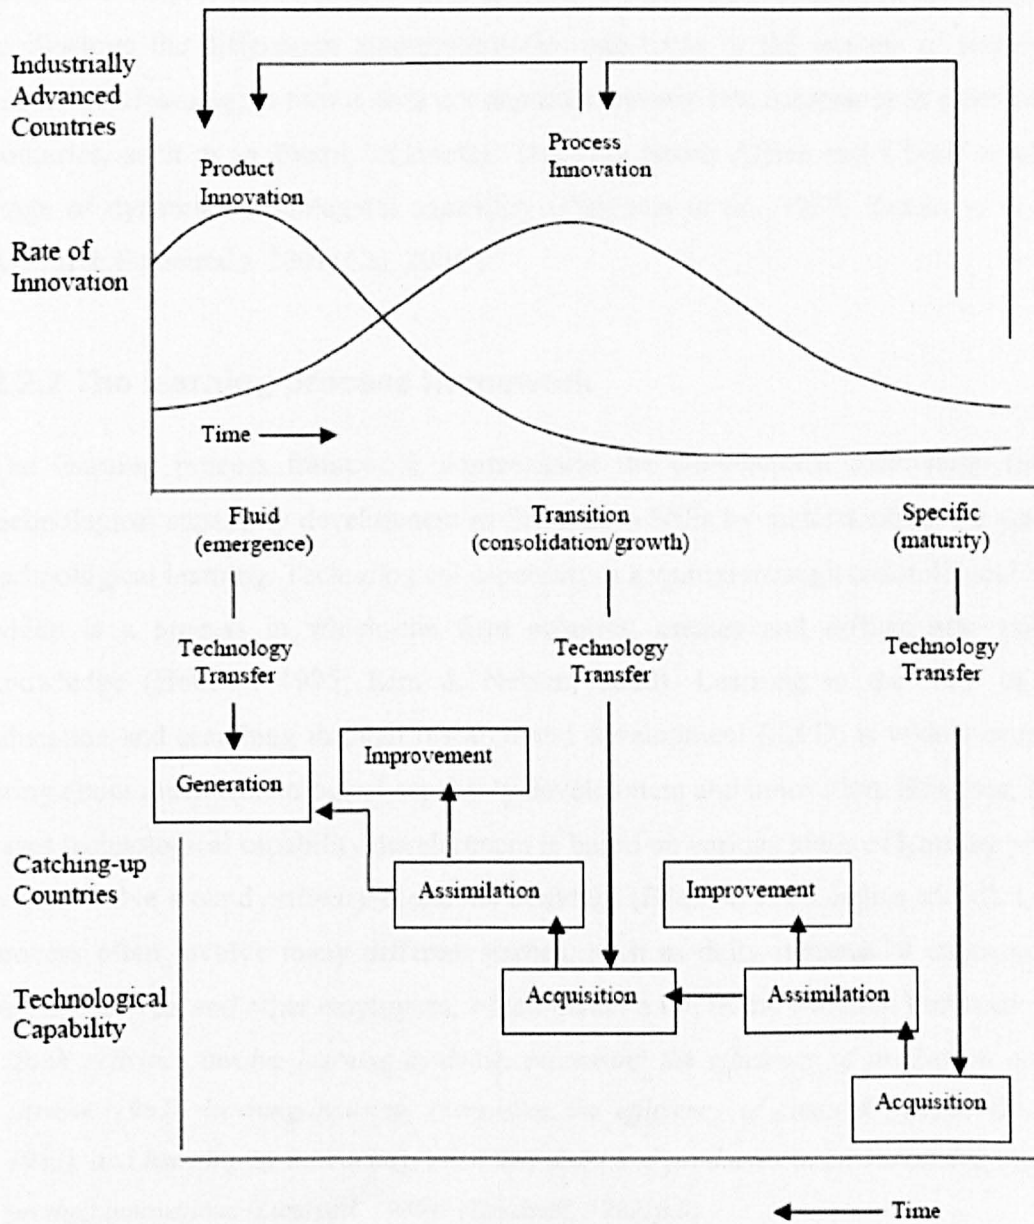 Industrially
Advanced
Countries
Product
Innovation
Process
Innovation
Rate of
Innovation
Time
Fluid
(emergence)
Transition
(consolidation/growth)
Specific
(maturity)
Technology
Transfer
Technology
Transfer
Technology
Transfer
Improvement
Generation
Catching-up
Countries
Assimilation
Improvement
Technological
Capability
Acquisition
Assimilation
Acquisition
Time